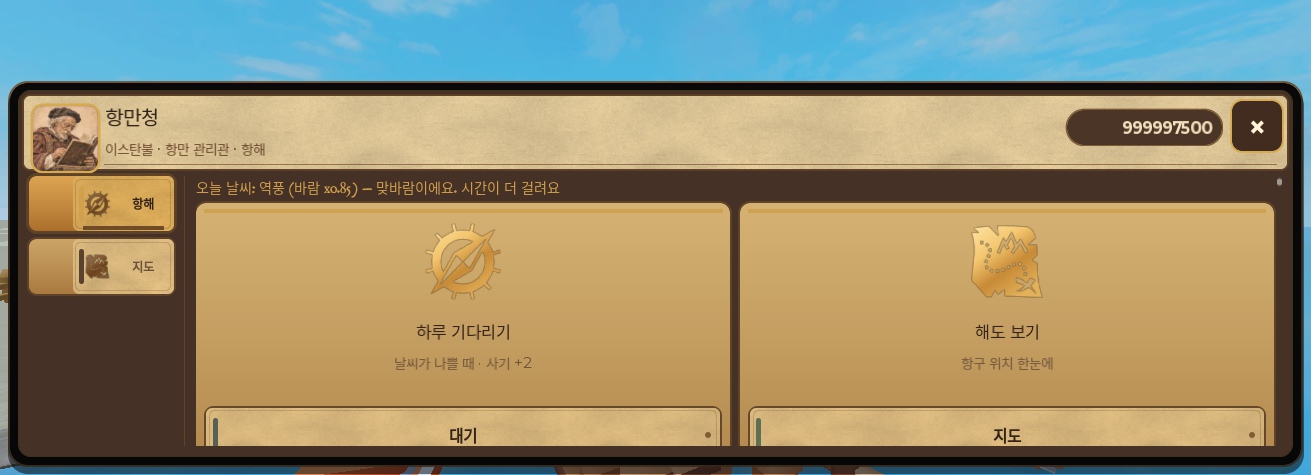 항만청
이스탄불 · 항만 관리관 · 항해
999997500
×
항해
지도
오늘 날씨: 역풍 (바람 x0.85) — 맞바람이에요. 시간이 더 걸려요
하루 기다리기
날씨가 나쁠 때 · 사기 +2
대기
해도 보기
항구 위치 한눈에
지도